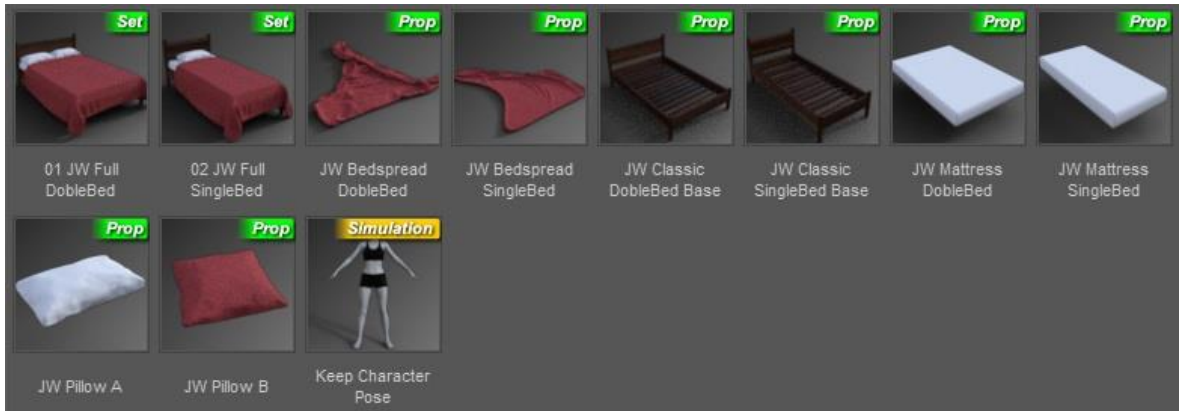 Set
Set
Prop
Prop
Prop
Prop
Prop
Prop
01 JW Full
DobleBed
02 JW Full
SingleBed
JW Bedspread
DobleBed
JW Bedspread
SingleBed
JW Classic
DobleBed Base
JW Classic
SingleBed Base
JW Mattress
DobleBed
JW Mattress
SingleBed
Prop
Prop
Simulation
JW Pillow A
JW Pillow B
Keep Character
Pose